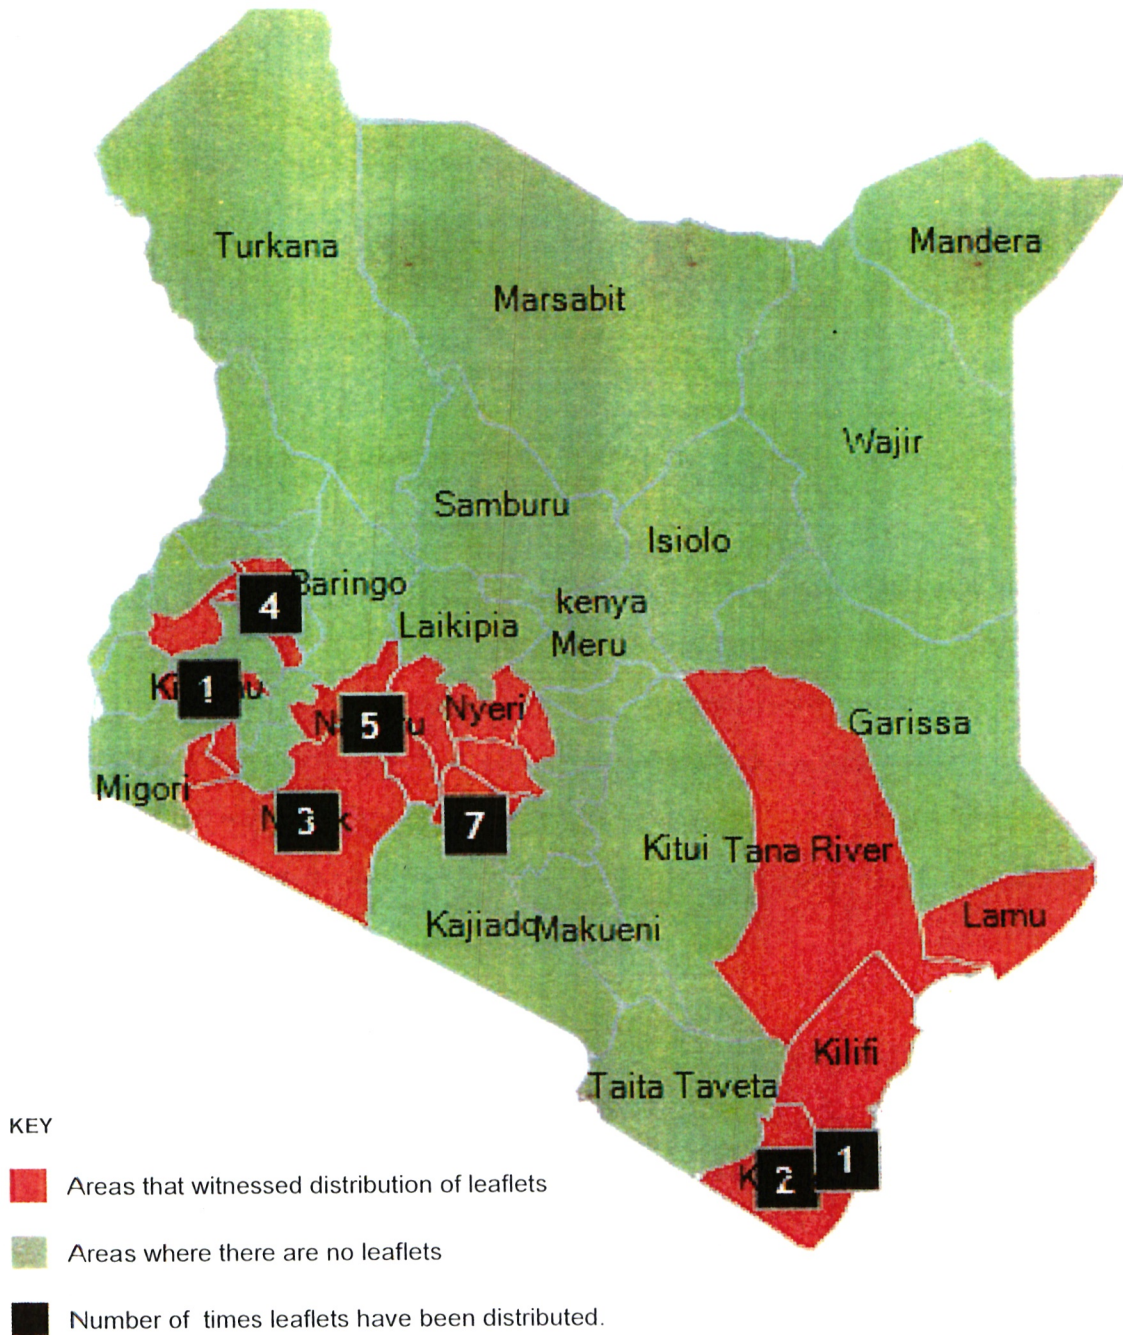 Turkana
Mandera
Marsabit
Wajir
Samburu
Isiolo
Baringo
4
kenya
Laikipia
Meru
1
Nyeri
5
Garissa
Migori
3
7
Kitui
Tana River
Lamu
Kajiado
Makueni
Kilifi
Taita Taveta
KEY
1
2
Areas that witnessed distribution of leaflets
Areas where there are no leaflets
Number of times leaflets have been distributed.